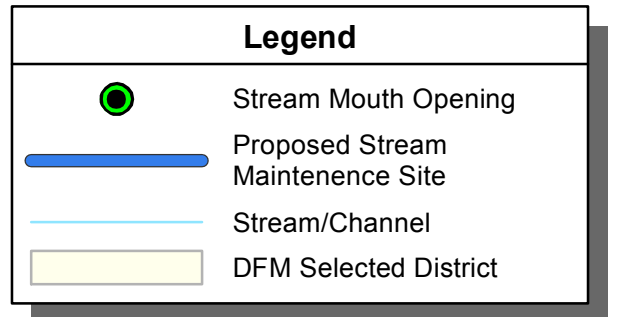 Legend
Stream Mouth Opening
Proposed Stream
Maintenence Site
Stream/Channel
DFM Selected District